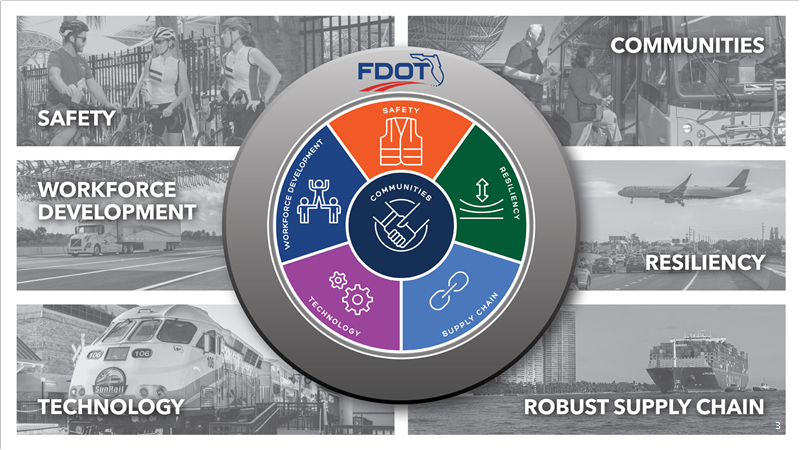 SAFETY
COMMUNITIES
WORKFORCE
DEVELOPMENT
RESILIENCY
TECHNOLOGY
ROBUST SUPPLY CHAIN
FDOT
SAFETY
RESILIENCY
SUPPLY CHAIN
TECHNOLOGY
WORKFORCE DEVELOPMENT
COMMUNITIES
106
106
106
SunRail
3